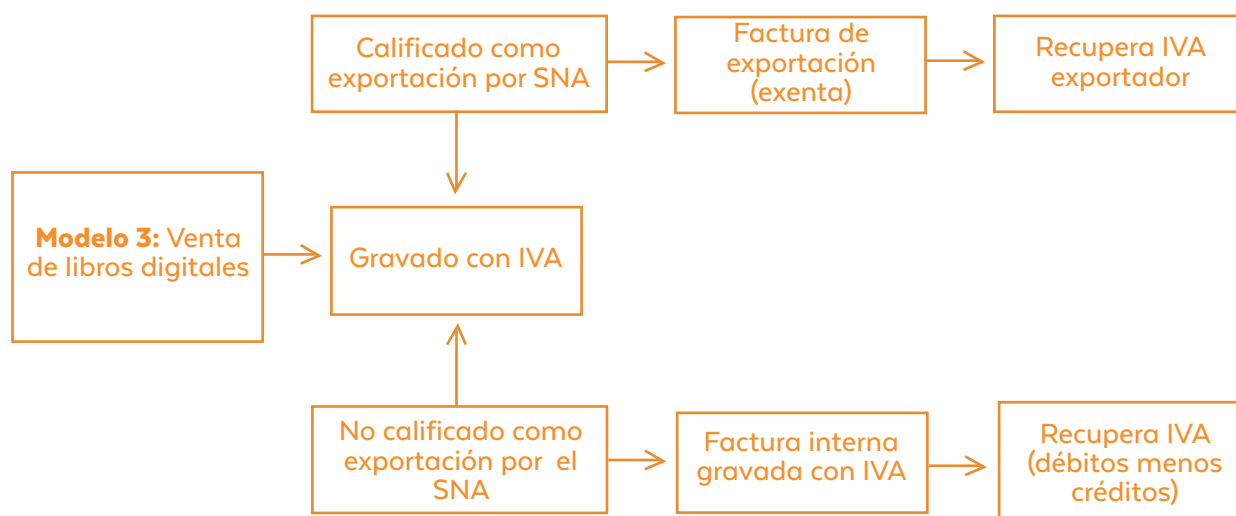 Calificado como
exportación por SNA
Factura de
exportación
(exenta)
Recupera IVA
exportador
Modelo 3: Venta
de libros digitales
Gravado con IVA
No calificado como
exportación por el
SNA
Factura interna
gravada con IVA
Recupera IVA
(débitos menos
créditos)